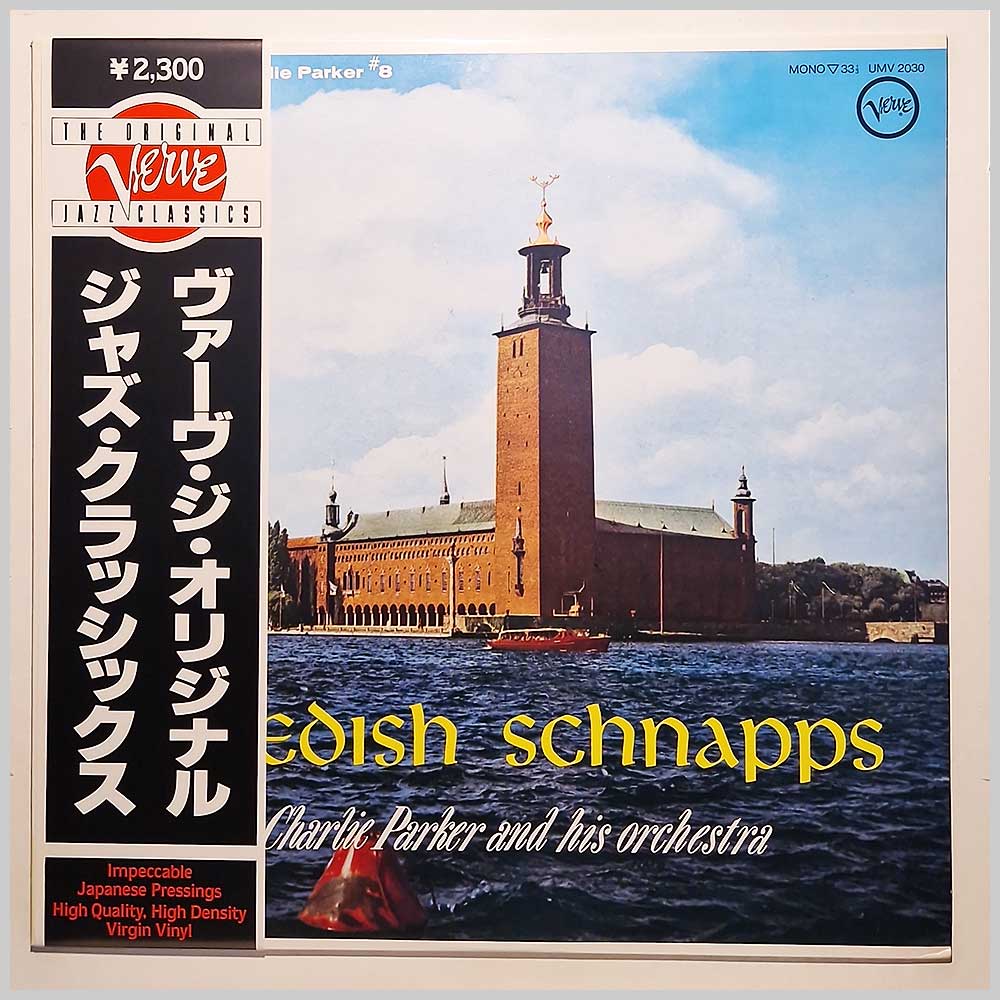 ¥2,300
THE ORIGINAL
Verve
JAZZ CLASSICS
ヴァーヴ・ジ・オリジナル
ジャズ・クラッシックス
Impeccable
Japanese Pressings
High Quality, High Density
Virgin Vinyl
lie Parker #8
MONO ▽ 33⅓ UMV 2030
Verve
edish schnapps
Charlie Parker and his orchestra